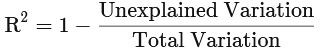 R² = 1 − Unexplained Variation / Total Variation